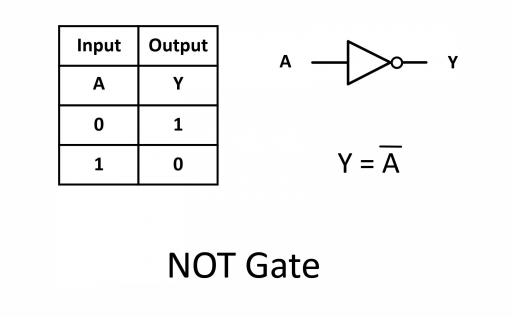 Input Output
A Y
0 1
1 0
A Y
Y = A̅
NOT Gate